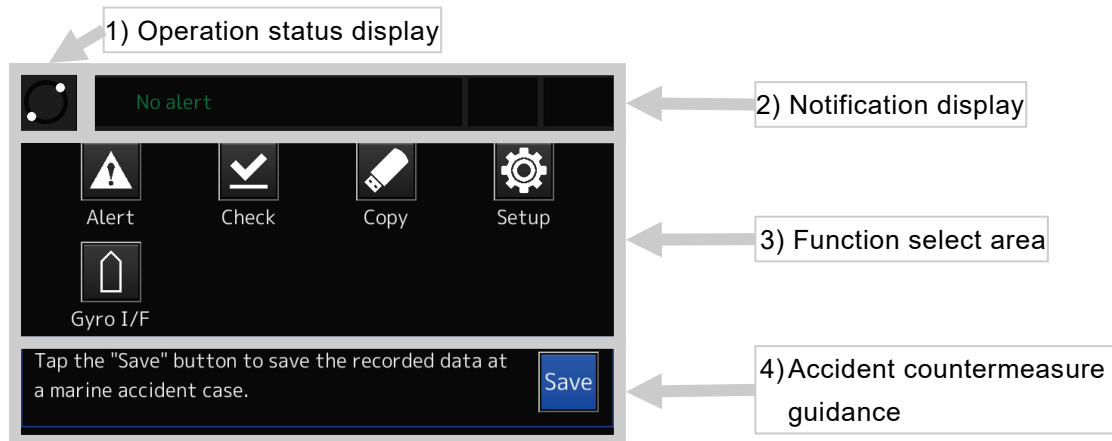 1) Operation status display
No alert
2) Notification display
Alert
Check
Copy
Setup
3) Function select area
Gyro I/F
Tap the "Save" button to save the recorded data at
a marine accident case.
Save
4) Accident countermeasure
guidance